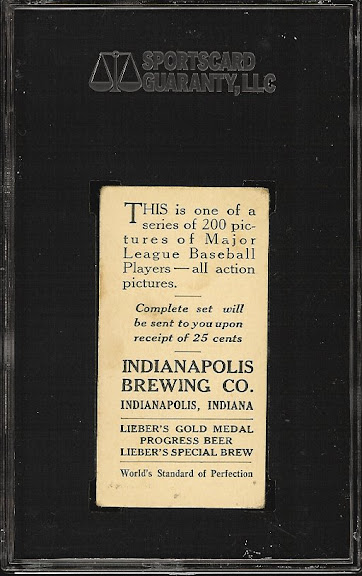 SPORTSCARD
GUARANTY, LLC
THIS is one of a
series of 200 pic-
tures of Major
League Baseball
Players—all action
pictures.
Complete set will
be sent to you upon
receipt of 25 cents
INDIANAPOLIS
BREWING CO.
INDIANAPOLIS, INDIANA
LIEBER'S GOLD MEDAL
PROGRESS BEER
LIEBER'S SPECIAL BREW
World's Standard of Perfection